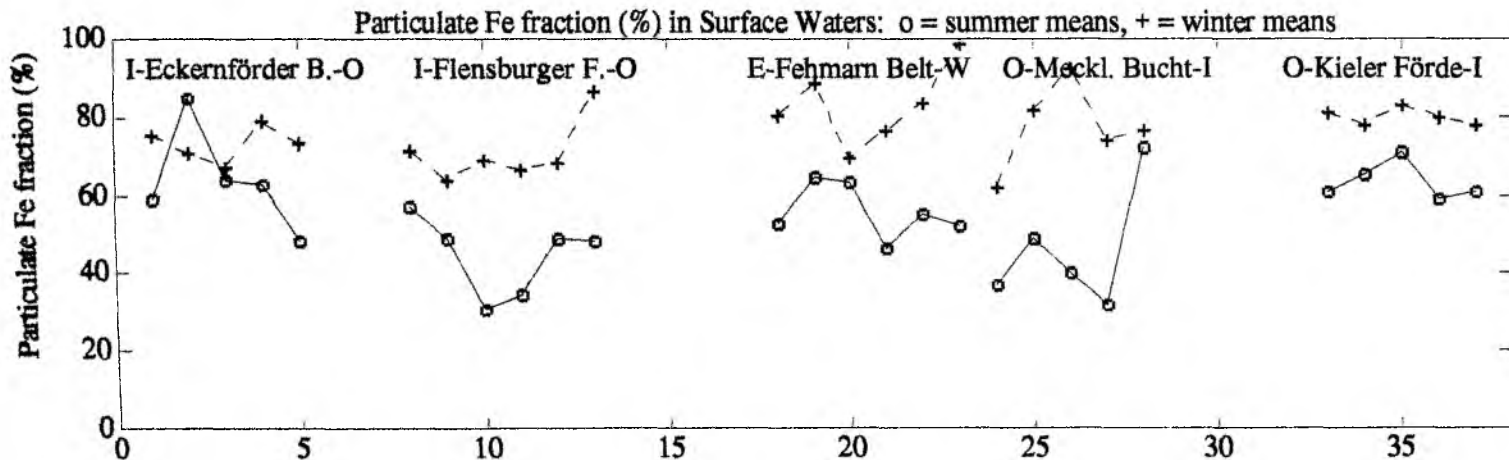 Particulate Fe fraction (%) in Surface Waters: o = summer means, + = winter means
Particulate Fe fraction (%)
100
80
60
40
20
0
I-Eckernförder B.-O
I-Flensburger F.-O
E-Fehmarn Belt-W
O-Meckl. Bucht-I
O-Kieler Förde-I
0 5 10 15 20 25 30 35